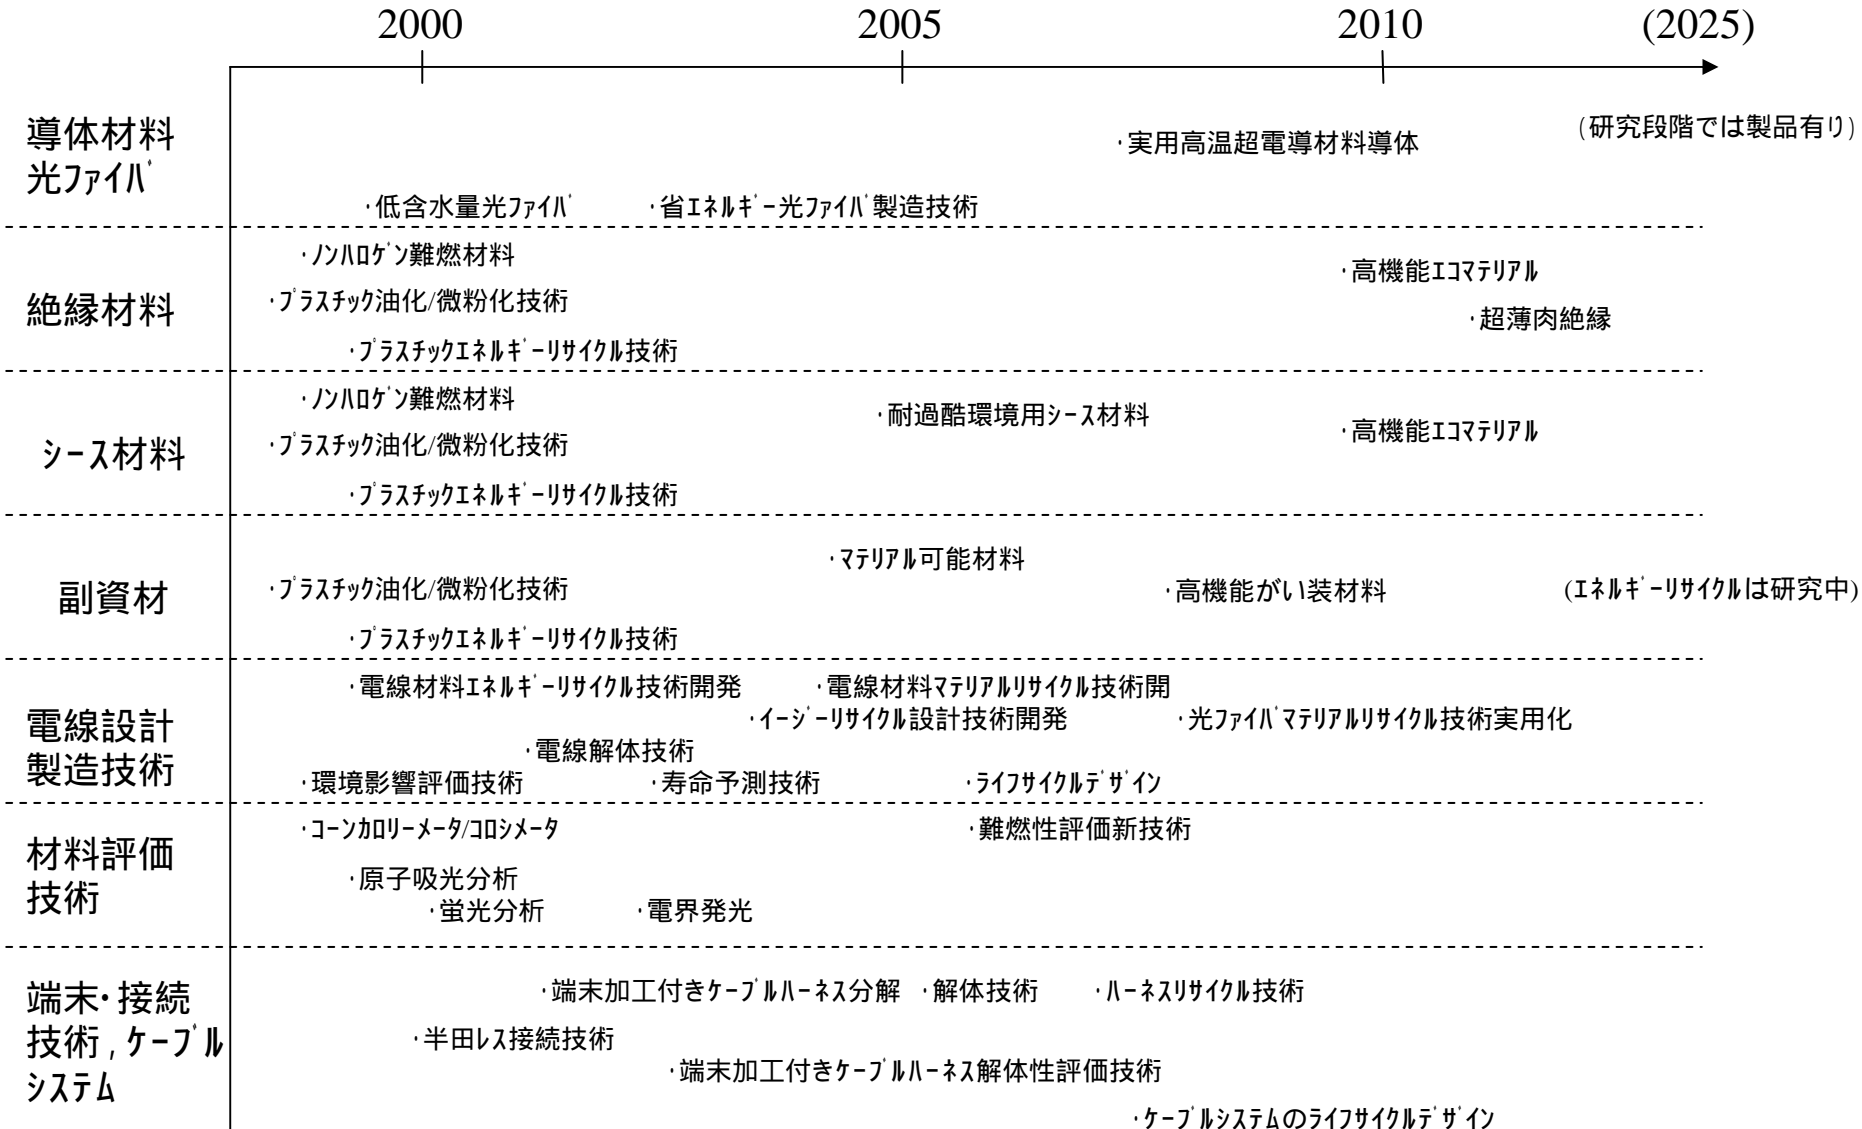 2000 2005 2010 (2025)
導体材料
光ﾌｧｲﾊﾞ
･実用高温超電導材料導体
(研究段階では製品有り)
･低含水量光ﾌｧｲﾊﾞ ･省ｴﾈﾙｷﾞｰ光ﾌｧｲﾊﾞ製造技術
絶縁材料
･ﾉﾝﾊﾛｹﾞﾝ難燃材料
･高機能ｴｺﾏﾃﾘｱﾙ
･ﾌﾟﾗｽﾁｯｸ油化/微粉化技術
･超薄肉絶縁
･ﾌﾟﾗｽﾁｯｸｴﾈﾙｷﾞｰﾘｻｲｸﾙ技術
ｼｰｽ材料
･ﾉﾝﾊﾛｹﾞﾝ難燃材料
･耐過酷環境用ｼｰｽ材料
･高機能ｴｺﾏﾃﾘｱﾙ
･ﾌﾟﾗｽﾁｯｸ油化/微粉化技術
･ﾌﾟﾗｽﾁｯｸｴﾈﾙｷﾞｰﾘｻｲｸﾙ技術
副資材
･ﾏﾃﾘｱﾙ可能材料
･ﾌﾟﾗｽﾁｯｸ油化/微粉化技術
･高機能がい装材料
(ｴﾈﾙｷﾞｰﾘｻｲｸﾙは研究中)
･ﾌﾟﾗｽﾁｯｸｴﾈﾙｷﾞｰﾘｻｲｸﾙ技術
電線設計
製造技術
･電線材料ｴﾈﾙｷﾞｰﾘｻｲｸﾙ技術開発 ･電線材料ﾏﾃﾘｱﾙﾘｻｲｸﾙ技術開
･ｲｰｼﾞｰﾘｻｲｸﾙ設計技術開発 ･光ﾌｧｲﾊﾞﾏﾃﾘｱﾙﾘｻｲｸﾙ技術実用化
･電線解体技術
･環境影響評価技術 ･寿命予測技術 ･ﾗｲﾌｻｲｸﾙﾃﾞｻﾞｲﾝ
材料評価
技術
･ｺｰﾝｶﾛﾘｰﾒｰﾀ/ｺﾛｼﾒｰﾀ ･難燃性評価新技術
･原子吸光分析
･蛍光分析 ･電界発光
端末･接続
技術,ｹｰﾌﾞﾙ
ｼｽﾃﾑ
･端末加工付きｹｰﾌﾞﾙﾊｰﾈｽ分解 ･解体技術 ･ﾊｰﾈｽﾘｻｲｸﾙ技術
･半田ﾚｽ接続技術
･端末加工付きｹｰﾌﾞﾙﾊｰﾈｽ解体性評価技術
･ｹｰﾌﾞﾙｼｽﾃﾑのﾗｲﾌｻｲｸﾙﾃﾞｻﾞｲﾝ